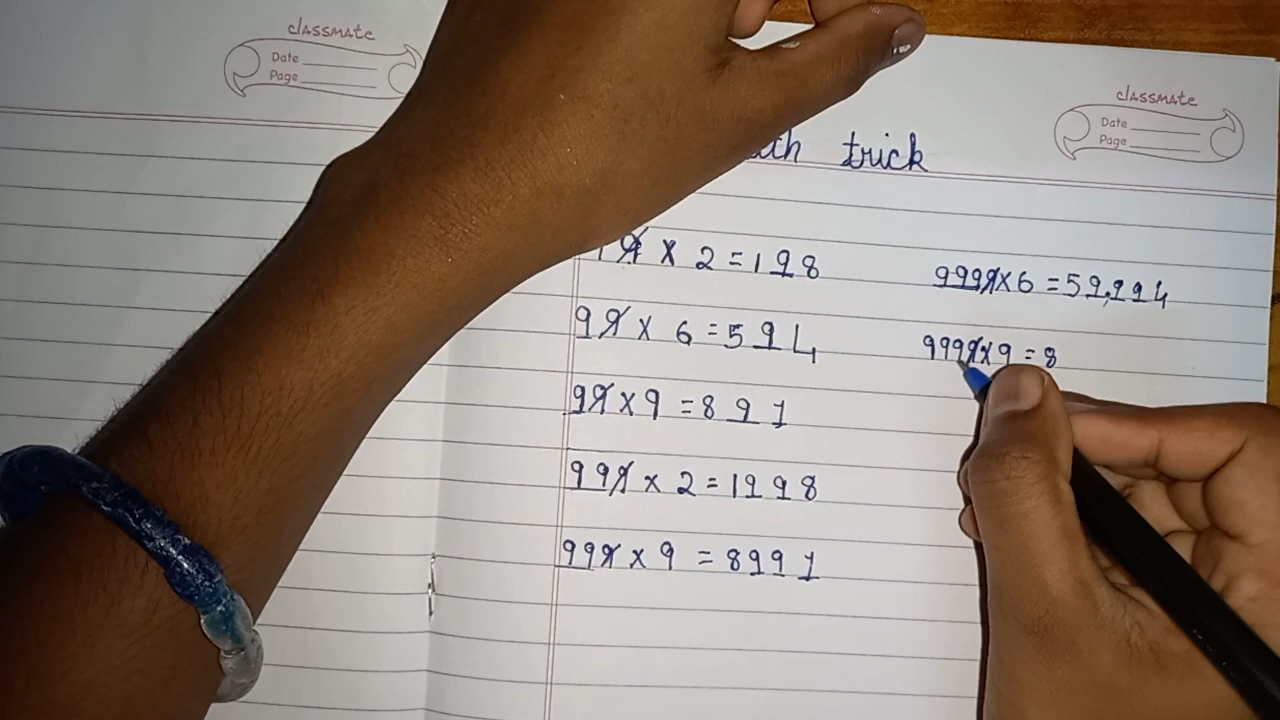 classmate
Date
Page
classmate
Date
Page
trick
99 x 2 = 198
99 x 6 = 594
99 x 9 = 891
999 x 2 = 1998
999 x 9 = 8991
9999 x 6 = 59,994
9999 x 9 = 8